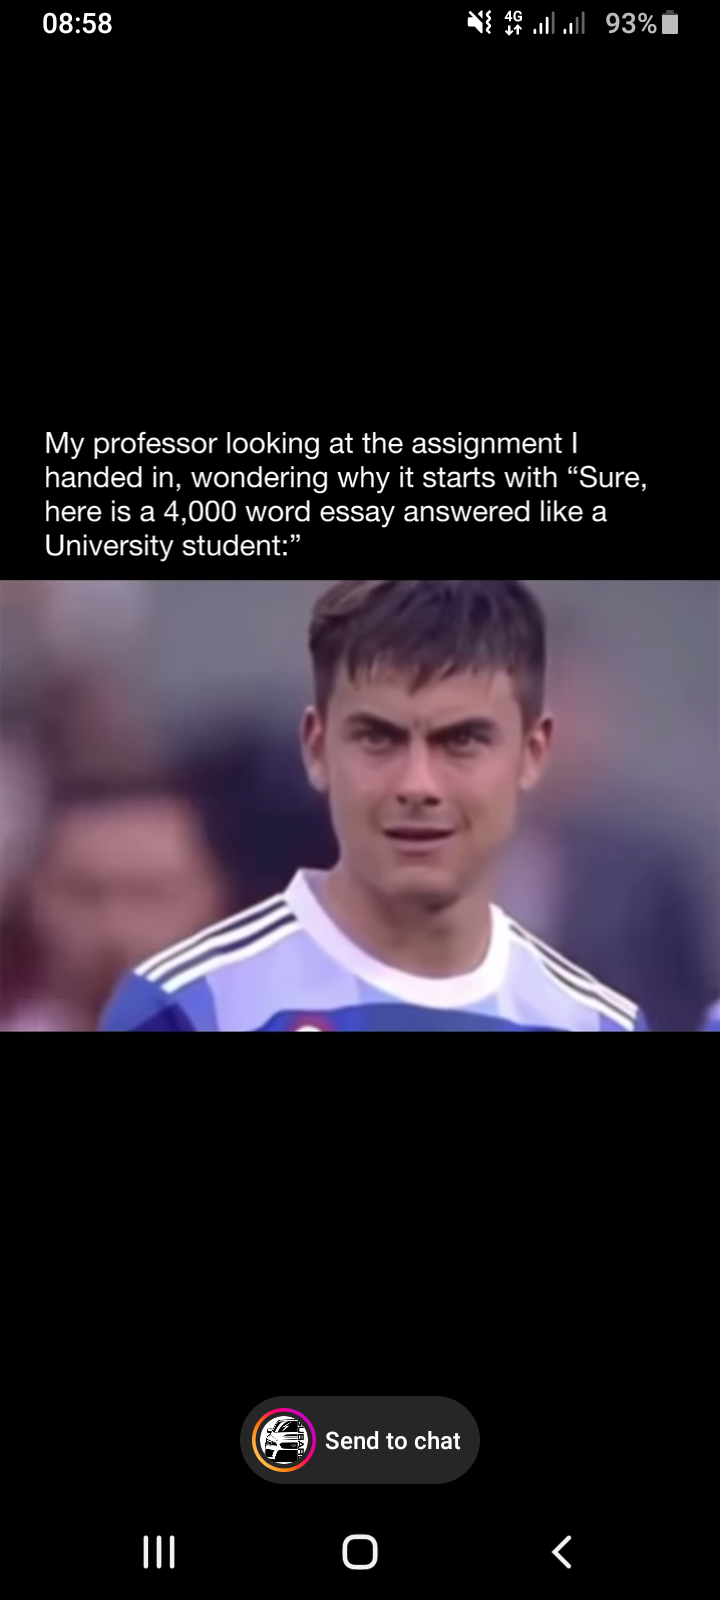 08:58
4G
93%
My professor looking at the assignment I
handed in, wondering why it starts with “Sure,
here is a 4,000 word essay answered like a
University student:”
Send to chat